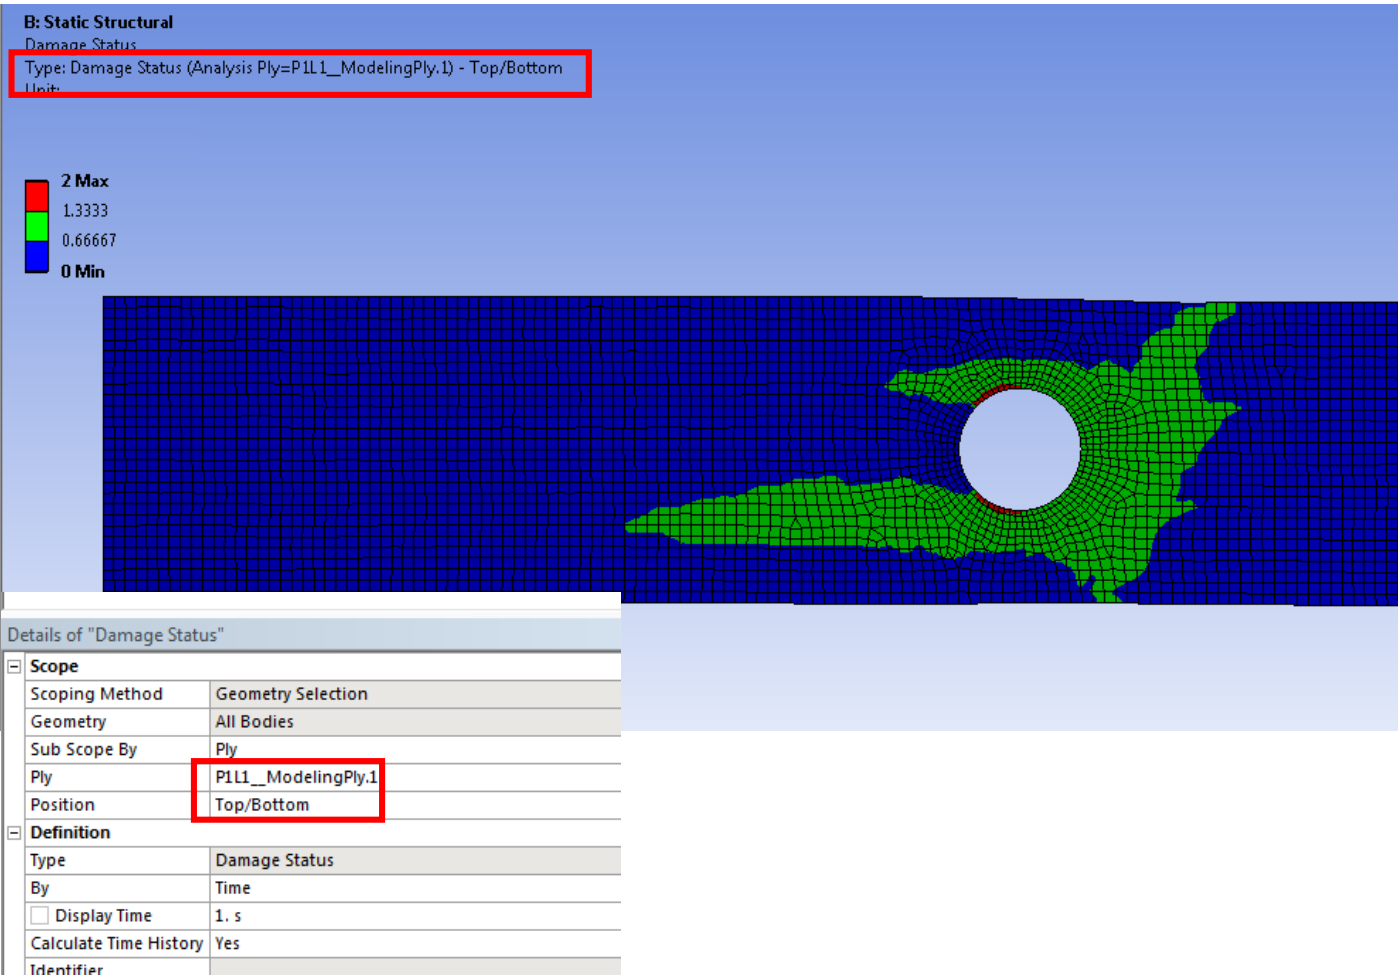 B: Static Structural
Damage Status
Type: Damage Status (Analysis Ply=P1L1__ModelingPly.1) - Top/Bottom
Unit:
2 Max
1.3333
0.66667
0 Min
Details of "Damage Status"
Scope
Scoping Method Geometry Selection
Geometry All Bodies
Sub Scope By Ply
Ply P1L1__ModelingPly.1
Position Top/Bottom
Definition
Type Damage Status
By Time
Display Time 1. s
Calculate Time History Yes
Identifier